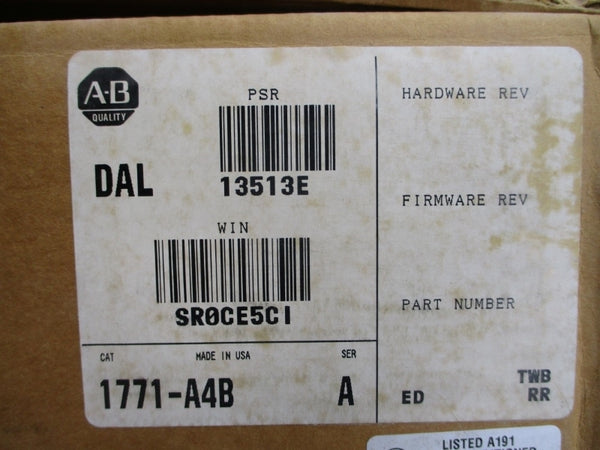 A-B
QUALITY
PSR
13513E
DAL
WIN
SR0CE5CI
CAT MADE IN USA SER
1771-A4B A
HARDWARE REV
FIRMWARE REV
PART NUMBER
TWB
ED RR
LISTED A191